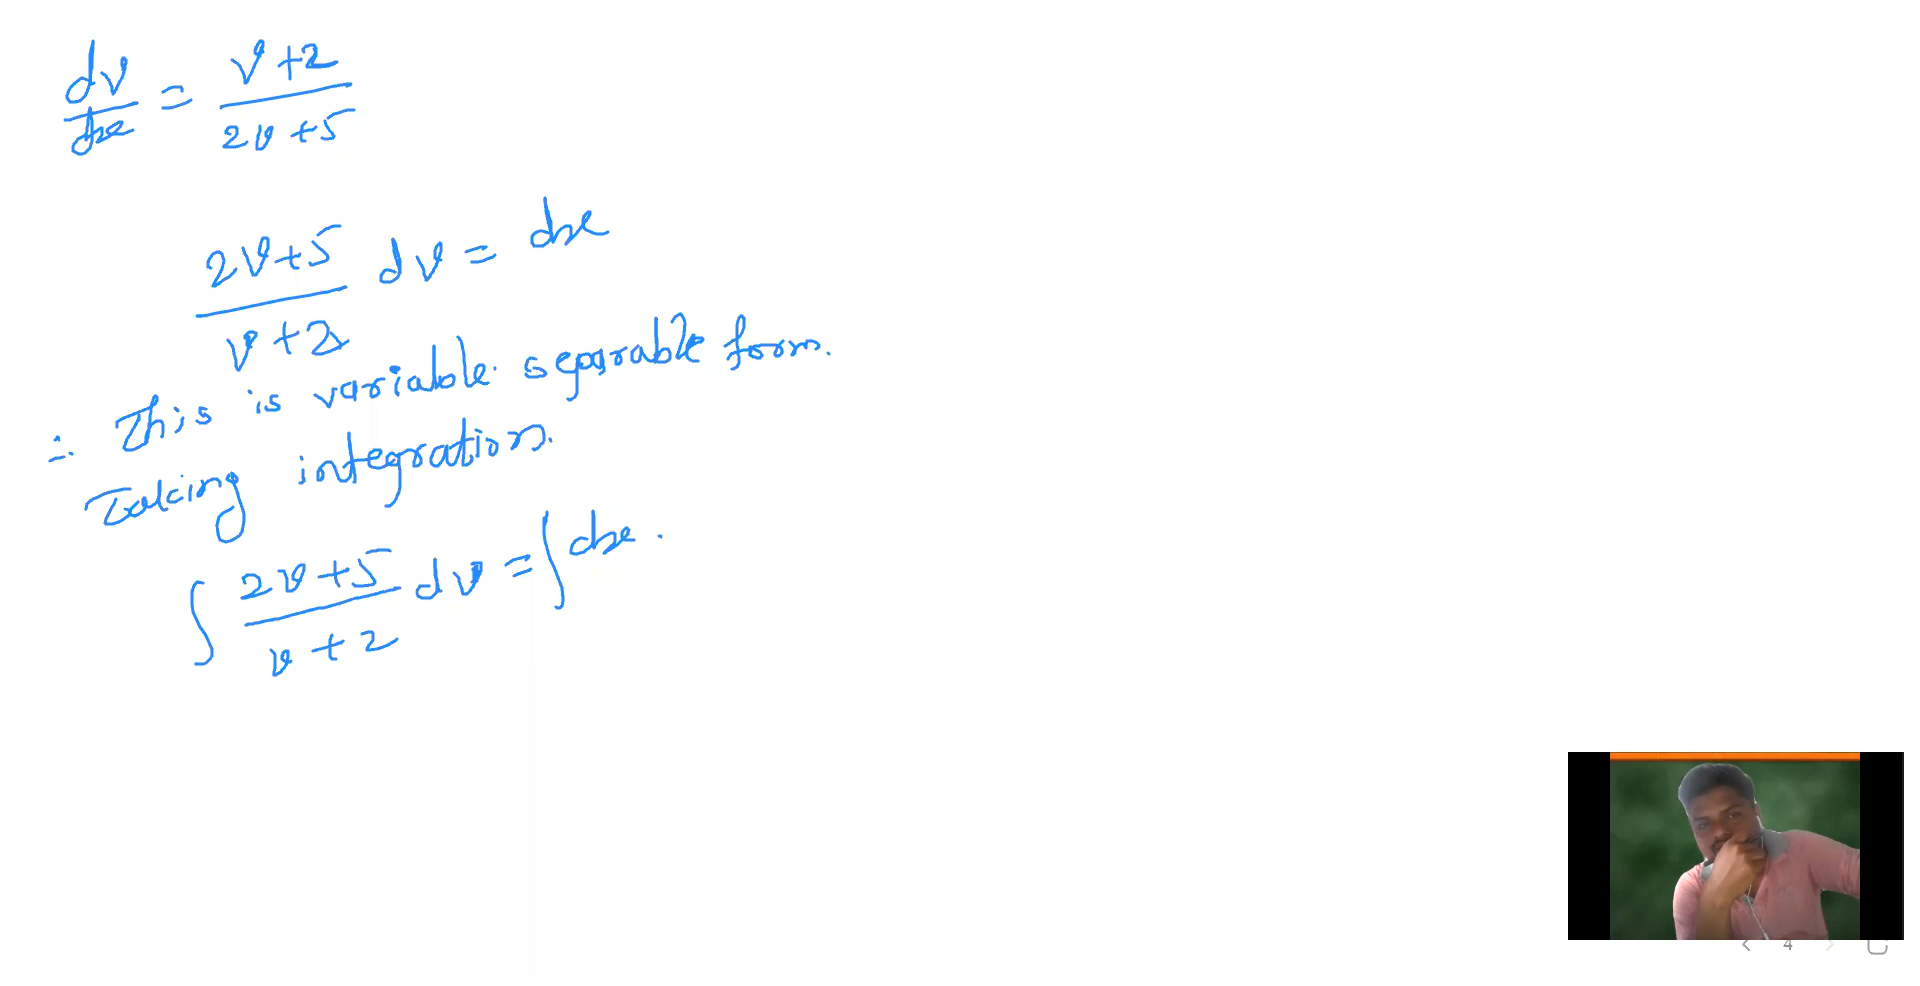 dv/dx = v+2/2v+5
2v+5/v+2 dv = dx
∴ This is variable separable form.
Taking integration.
∫ 2v+5/v+2 dv = ∫ dx.
4